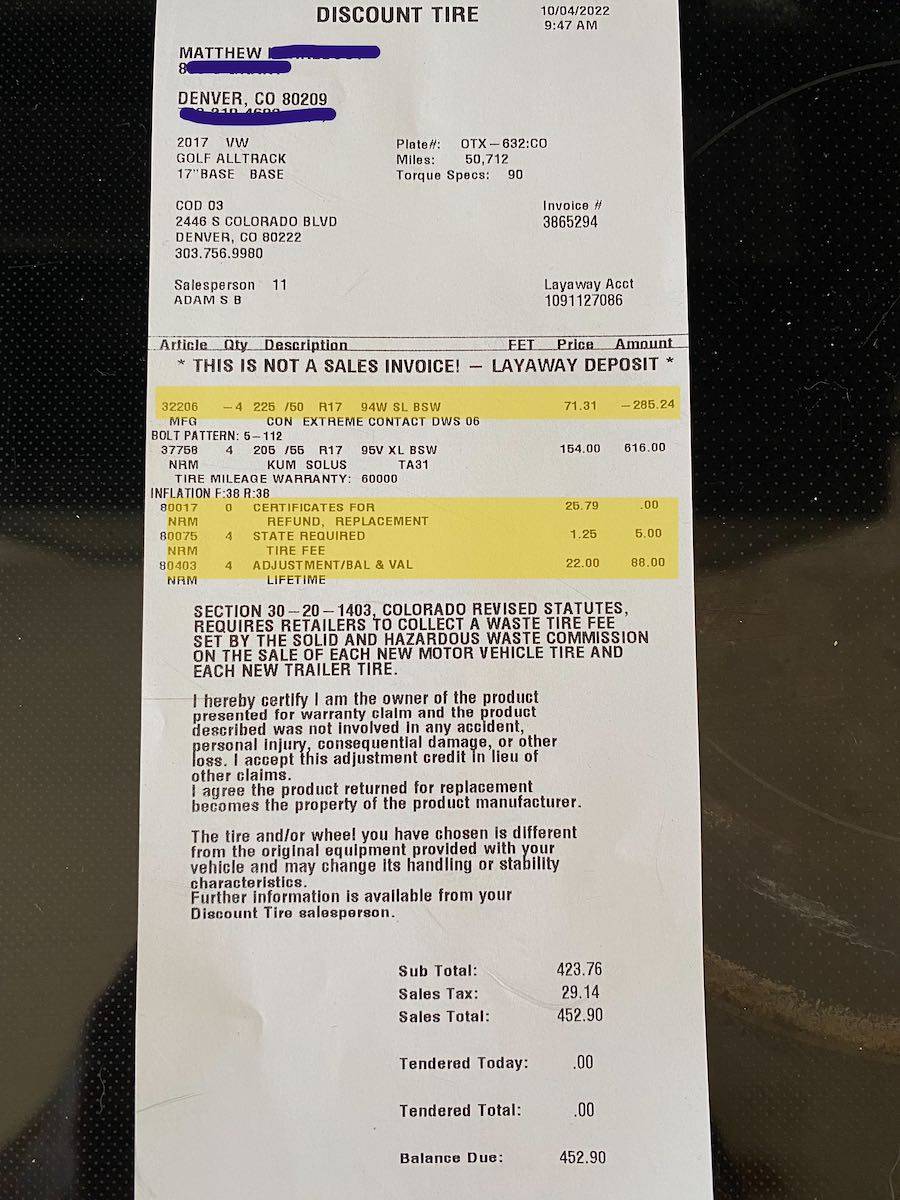 DISCOUNT TIRE
10/04/2022
9:47 AM
MATTHEW
8
DENVER, CO 80209
2017 VW
GOLF ALLTRACK
17"BASE BASE
Plate#: OTX-632:CO
Miles: 50,712
Torque Specs: 90
COD 03
2446 S COLORADO BLVD
DENVER, CO 80222
303.756.9980
Invoice #
3865294
Salesperson 11
ADAM S B
Layaway Acct
1091127086
Article Qty Description FET Price Amount
* THIS IS NOT A SALES INVOICE! - LAYAWAY DEPOSIT *
32206 -4 225 /50 R17 94W SL BSW 71.31 -285.24
MFG CON EXTREME CONTACT DWS 06
BOLT PATTERN: 5-112
37758 4 205 /55 R17 95V XL BSW 154.00 616.00
NRM KUM SOLUS TA31
TIRE MILEAGE WARRANTY: 60000
INFLATION F:38 R:38
80017 0 CERTIFICATES FOR 25.79 .00
NRM REFUND, REPLACEMENT
80075 4 STATE REQUIRED 1.25 5.00
NRM TIRE FEE
80403 4 ADJUSTMENT/BAL & VAL 22.00 88.00
NRM LIFETIME
SECTION 30-20-1403, COLORADO REVISED STATUTES,
REQUIRES RETAILERS TO COLLECT A WASTE TIRE FEE
SET BY THE SOLID AND HAZARDOUS WASTE COMMISSION
ON THE SALE OF EACH NEW MOTOR VEHICLE TIRE AND
EACH NEW TRAILER TIRE.
I hereby certify I am the owner of the product
presented for warranty claim and the product
described was not involved in any accident,
personal injury, consequential damage, or other
loss. I accept this adjustment credit in lieu of
other claims.
I agree the product returned for replacement
becomes the property of the product manufacturer.
The tire and/or wheel you have chosen is different
from the original equipment provided with your
vehicle and may change its handling or stability
characteristics.
Further information is available from your
Discount Tire salesperson.
Sub Total: 423.76
Sales Tax: 29.14
Sales Total: 452.90
Tendered Today: .00
Tendered Total: .00
Balance Due: 452.90